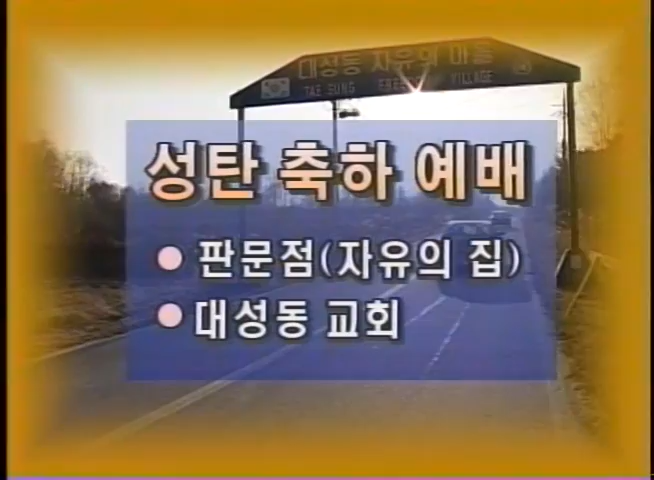 대성동 자유의 마을
TAE SUNG FREEDOM VILLAGE
성탄 축하 예배
판문점(자유의 집)
대성동 교회